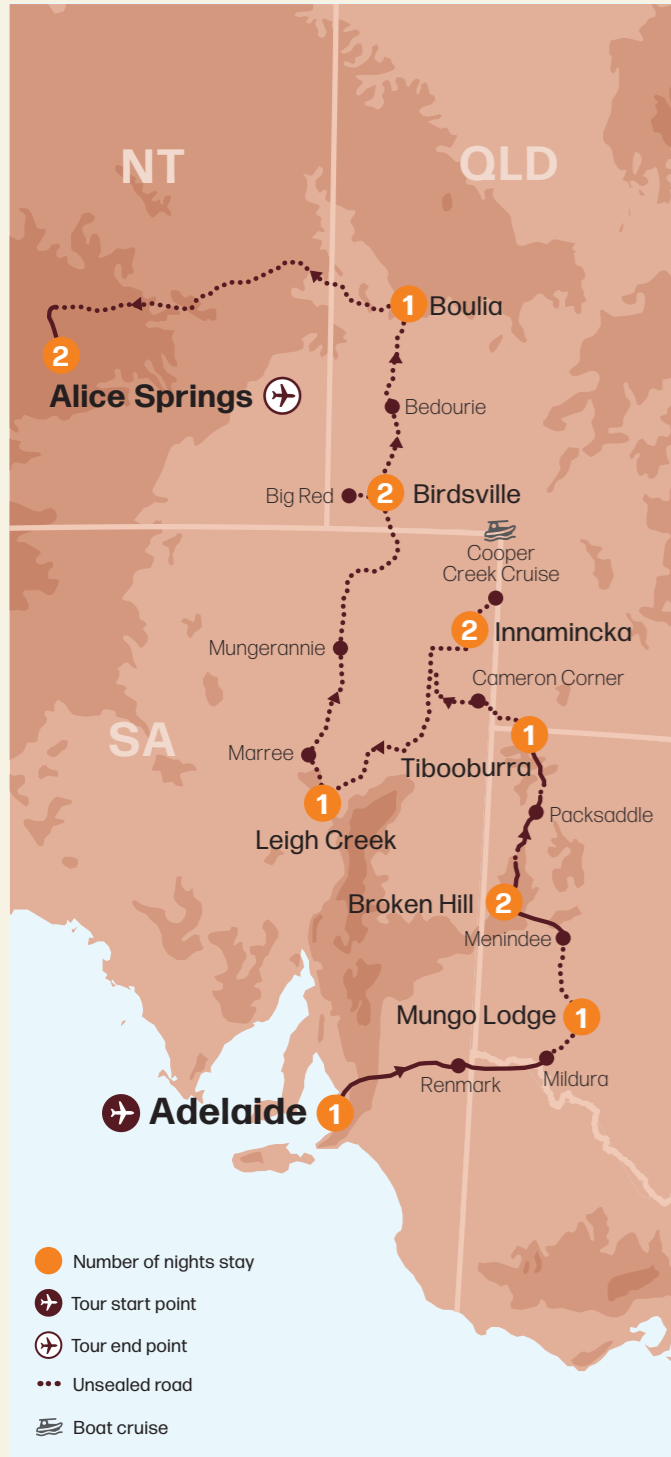 NT
QLD
1
Boulia
2
Alice Springs
Bedourie
Big Red
2
Birdsville
Cooper
Creek Cruise
2
Innamincka
Mungerannie
Cameron Corner
SA
1
Marree
Tibooburra
1
Leigh Creek
Packsaddle
Broken Hill
2
Menindee
Mungo Lodge
1
Renmark
Mildura
Adelaide
1
Number of nights stay
Tour start point
Tour end point
Unsealed road
Boat cruise